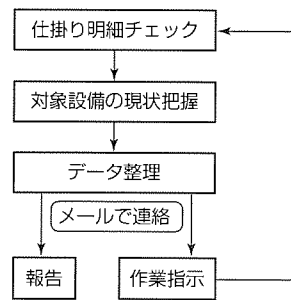 仕掛り明細チェック
対象設備の現状把握
データ整理
メールで連絡
報告
作業指示